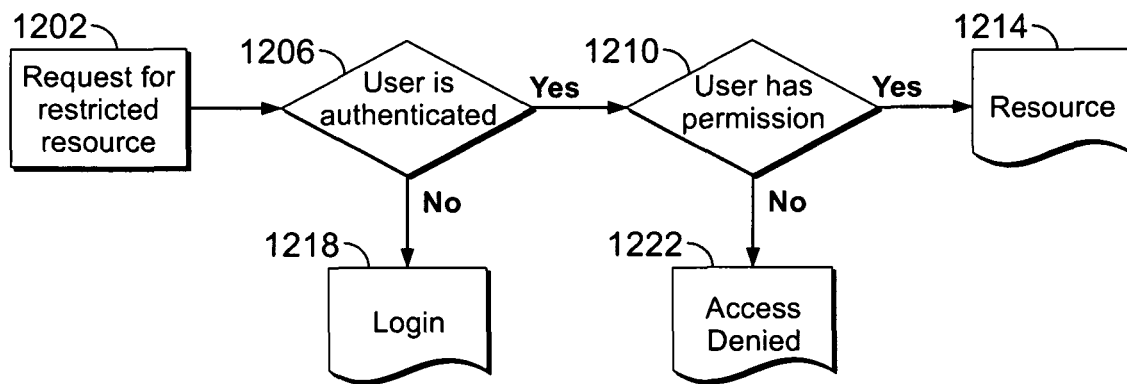 1202
Request for
restricted
resource
1206
User is
authenticated
Yes
1210
User has
permission
Yes
1214
Resource
No
1218
Login
No
1222
Access
Denied